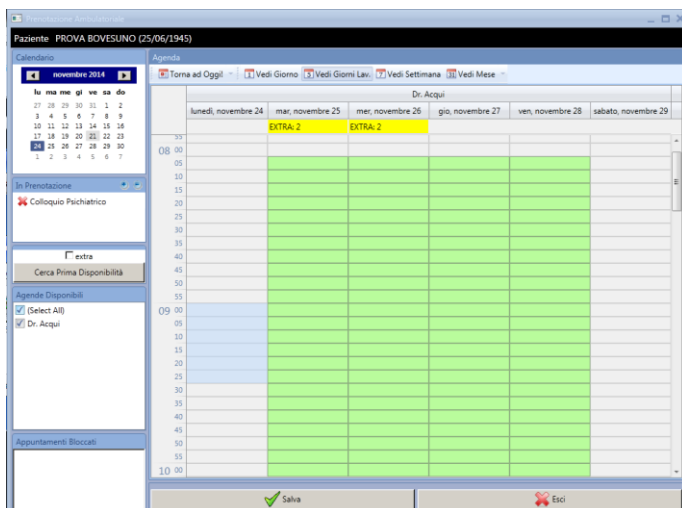 Prenotazione Ambulatoriale
Paziente PROVA BOVESUNO (25/06/1945)
Calendario
novembre 2014
lu ma me gi ve sa do
27 28 29 30 31 1 2
3 4 5 6 7 8 9
10 11 12 13 14 15 16
17 18 19 20 21 22 23
24 25 26 27 28 29 30
1 2 3 4 5 6 7
In Prenotazione
Colloquio Psichiatrico
extra
Cerca Prima Disponibilità
Agende Disponibili
(Select All)
Dr. Acqui
Appuntamenti Bloccati
Agenda
Torna ad Oggi! 1 Vedi Giorno 5 Vedi Giorni Lav. 7 Vedi Settimana 31 Vedi Mese
Dr. Acqui
lunedì, novembre 24 mar, novembre 25 mer, novembre 26 gio, novembre 27 ven, novembre 28 sabato, novembre 29
EXTRA: 2 EXTRA: 2
55
08 00
05
10
15
20
25
30
35
40
45
50
55
09 00
05
10
15
20
25
30
35
40
45
50
55
10 00
Salva Esci